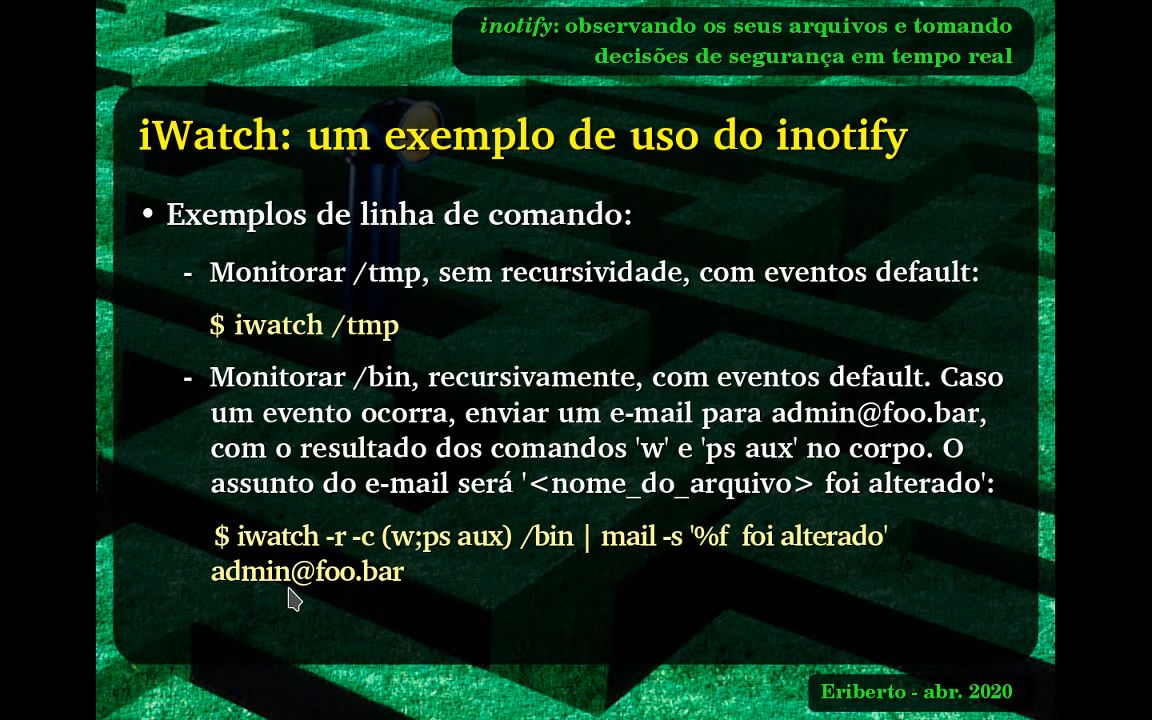 inotify: observando os seus arquivos e tomando
decisões de segurança em tempo real
iWatch: um exemplo de uso do inotify
• Exemplos de linha de comando:
- Monitorar /tmp, sem recursividade, com eventos default:
$ iwatch /tmp
- Monitorar /bin, recursivamente, com eventos default. Caso
um evento ocorra, enviar um e-mail para admin@foo.bar,
com o resultado dos comandos 'w' e 'ps aux' no corpo. O
assunto do e-mail será '<nome_do_arquivo> foi alterado':
$ iwatch -r -c (w;ps aux) /bin | mail -s '%f foi alterado'
admin@foo.bar
Eriberto - abr. 2020